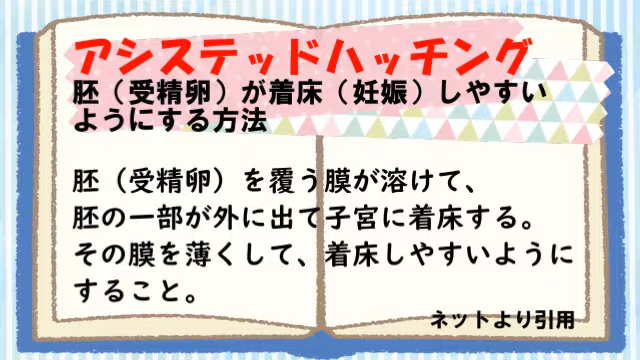 アシステッドハッチング
胚（受精卵）が着床（妊娠）しやすい
ようにする方法
胚（受精卵）を覆う膜が溶けて、
胚の一部が外に出て子宮に着床する。
その膜を薄くして、着床しやすいように
すること。
ネットより引用